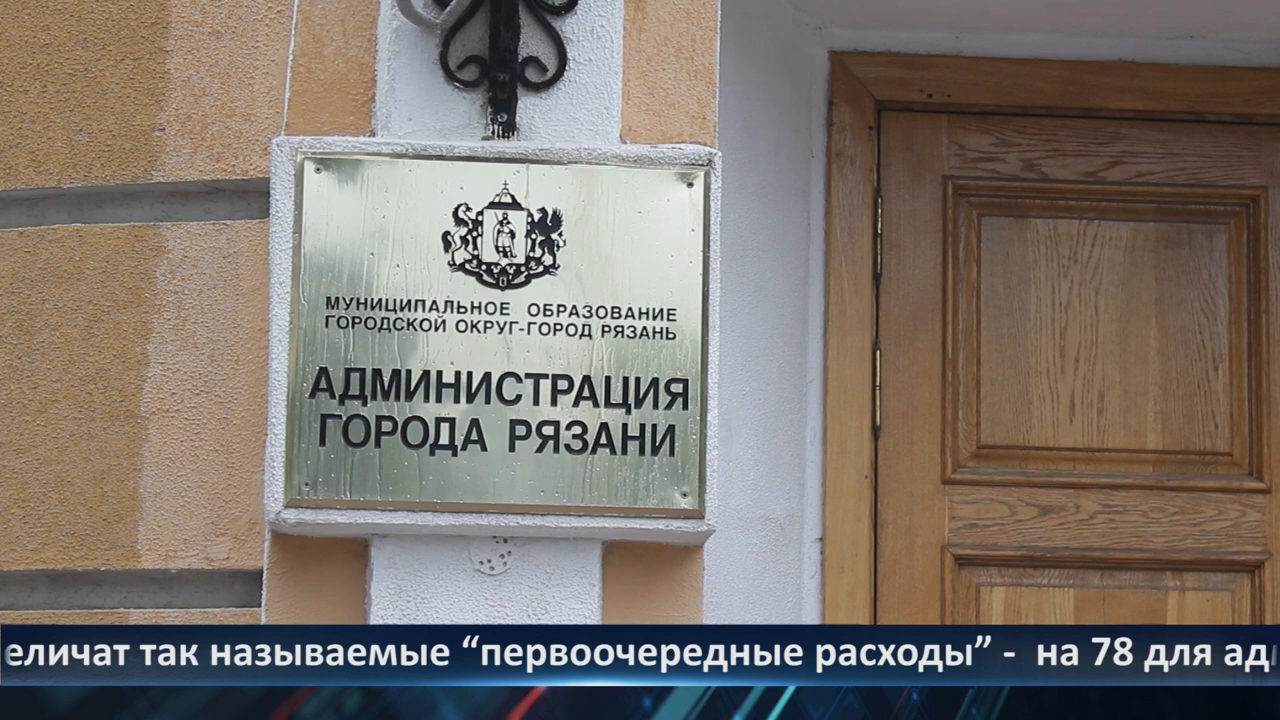 МУНИЦИПАЛЬНОЕ ОБРАЗОВАНИЕ
ГОРОДСКОЙ ОКРУГ-ГОРОД РЯЗАНЬ
АДМИНИСТРАЦИЯ
ГОРОДА РЯЗАНИ
еличат так называемые “первоочередные расходы” - на 78 для ад